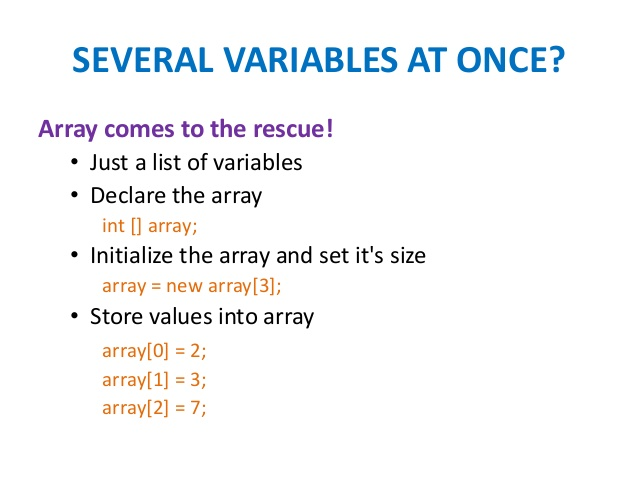 SEVERAL VARIABLES AT ONCE?
Array comes to the rescue!
• Just a list of variables
• Declare the array
int [] array;
• Initialize the array and set it's size
array = new array[3];
• Store values into array
array[0] = 2;
array[1] = 3;
array[2] = 7;